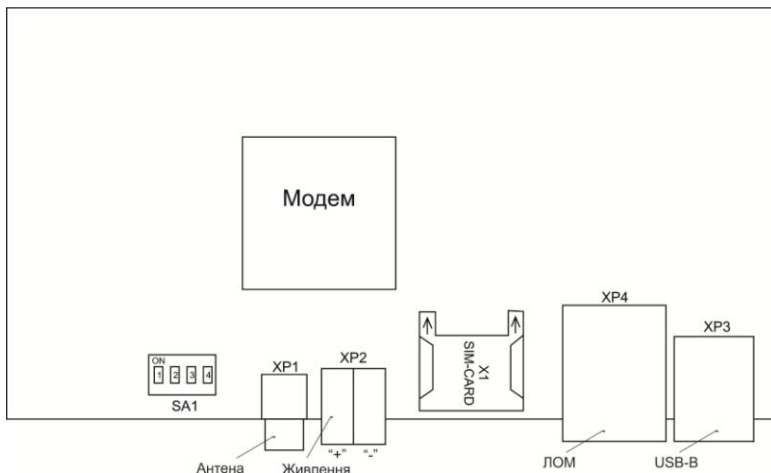 Модем
XP4
XP3
XP1
XP2
X1
SIM-CARD
ON
1 2 3 4
SA1
"+" "-"
Антена
Живлення
ЛОМ
USB-B